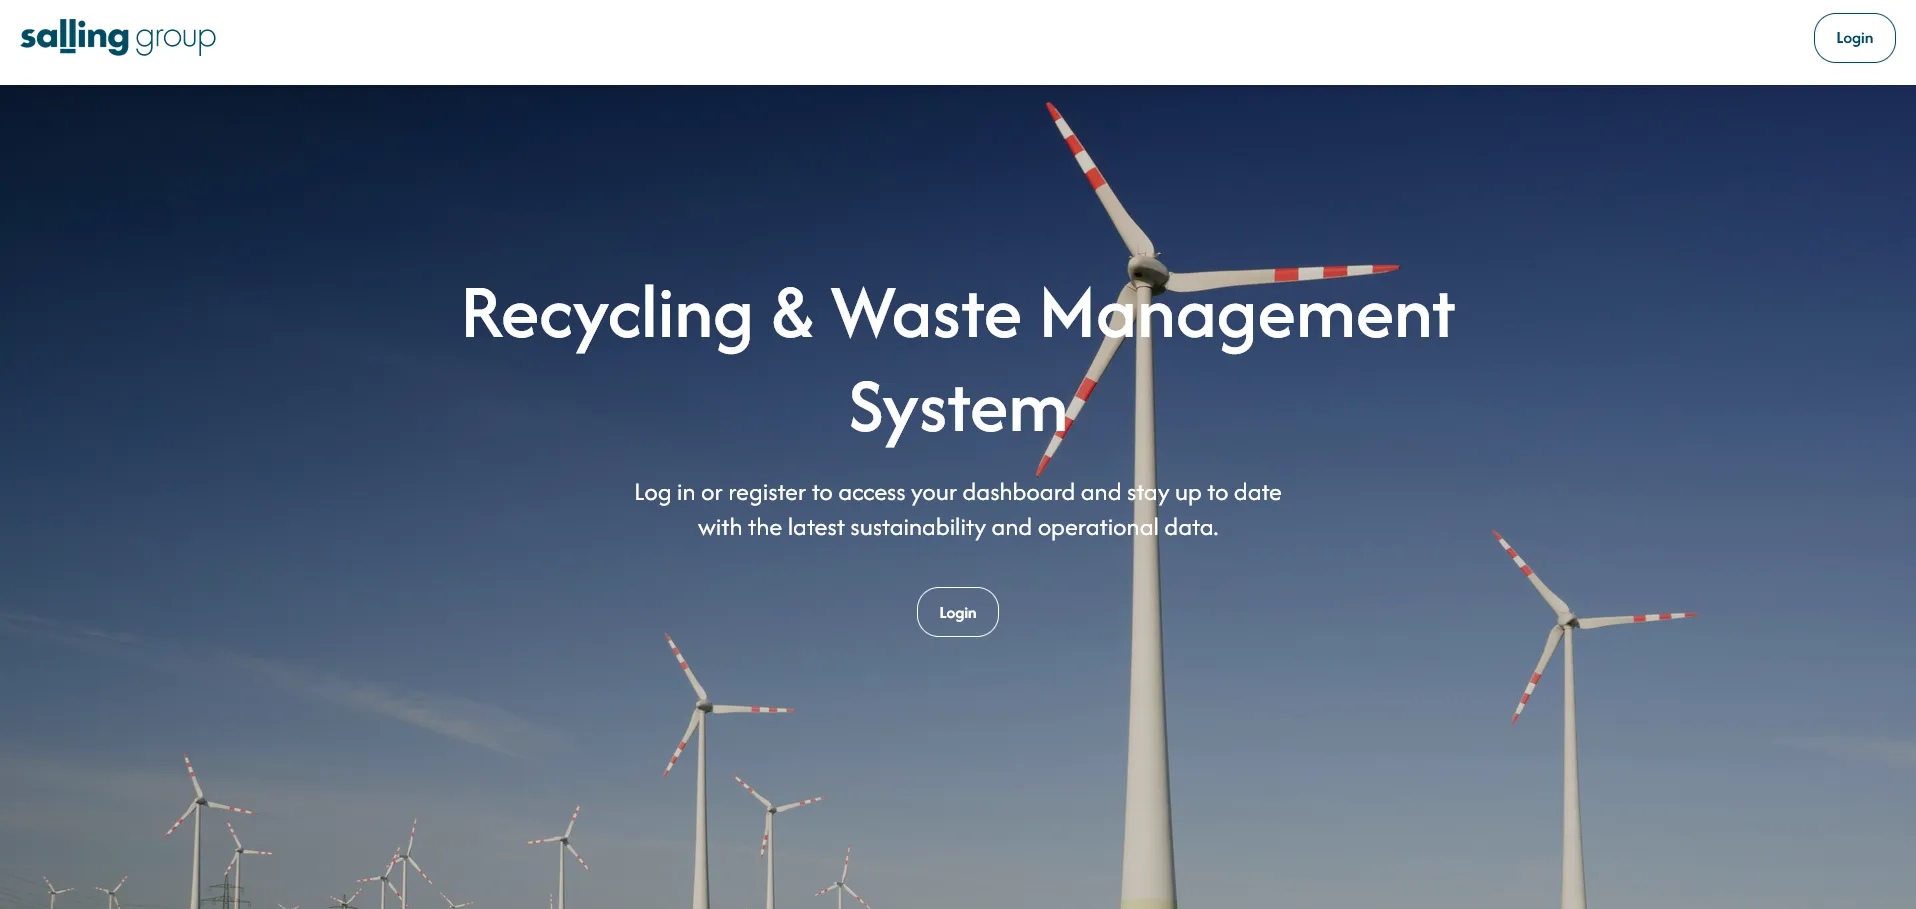 salling group
Login
Recycling & Waste Management
System
Log in or register to access your dashboard and stay up to date
with the latest sustainability and operational data.
Login